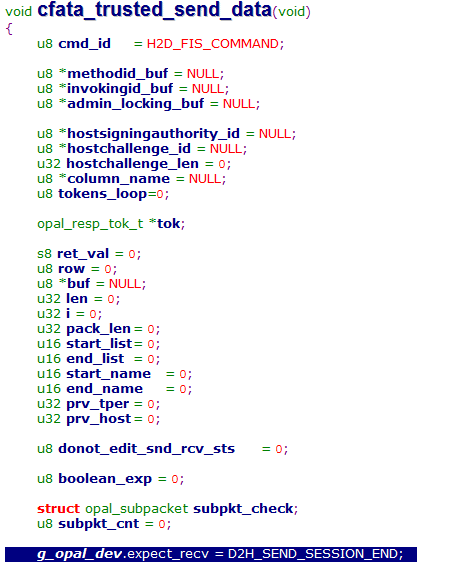 void cfata_trusted_send_data(void)
{
u8 cmd_id = H2D_FIS_COMMAND;
u8 *methodid_buf = NULL;
u8 *invokingid_buf = NULL;
u8 *admin_locking_buf = NULL;
u8 *hostsigningauthority_id = NULL;
u8 *hostchallenge_id = NULL;
u32 hostchallenge_len = 0;
u8 *column_name = NULL;
u8 tokens_loop=0;
opal_resp_tok_t *tok;
s8 ret_val = 0;
u8 row = 0;
u8 *buf = NULL;
u32 len = 0;
u32 i = 0;
u32 pack_len= 0;
u16 start_list= 0;
u16 end_list = 0;
u16 start_name = 0;
u16 end_name = 0;
u32 prv_tper = 0;
u32 prv_host= 0;
u8 donot_edit_snd_rcv_sts = 0;
u8 boolean_exp = 0;
struct opal_subpacket subpkt_check;
u8 subpkt_cnt = 0;
g_opal_dev.expect_recv = D2H_SEND_SESSION_END;